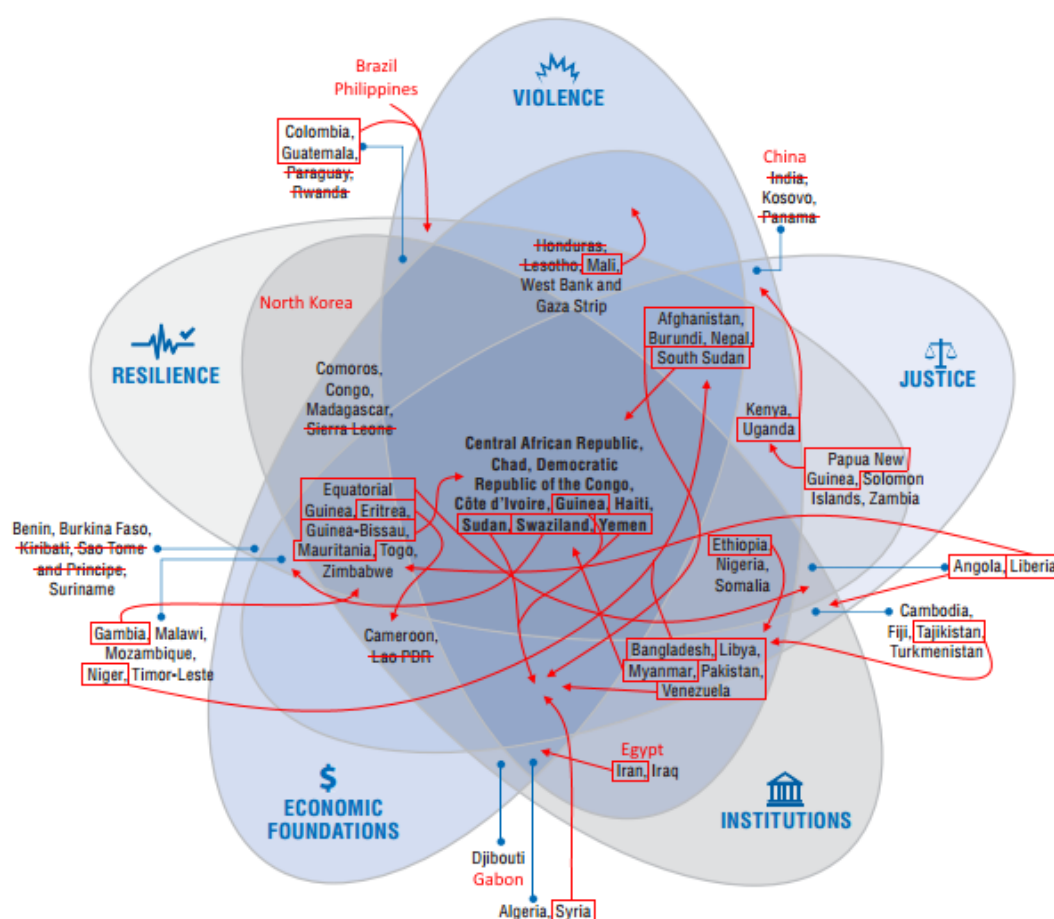 Brazil
Philippines
VIOLENCE
Colombia,
Guatemala,
Paraguay,
Rwanda
China
India,
Kosovo,
Panama
Honduras,
Lesotho, Mali,
West Bank and
Gaza Strip
North Korea
Afghanistan,
Burundi, Nepal,
South Sudan
RESILIENCE
JUSTICE
Comoros,
Congo,
Madagascar,
Sierra Leone
Kenya,
Uganda
Central African Republic,
Chad, Democratic
Republic of the Congo,
Côte d'Ivoire, Guinea, Haiti,
Sudan, Swaziland, Yemen
Papua New
Guinea, Solomon
Islands, Zambia
Equatorial
Guinea, Eritrea,
Guinea-Bissau,
Mauritania, Togo,
Zimbabwe
Benin, Burkina Faso,
Kiribati, Sao Tome
and Principe,
Suriname
Ethiopia,
Nigeria,
Somalia
Angola, Liberia
Gambia, Malawi,
Mozambique,
Niger, Timor-Leste
Cameroon,
Lao PDR
Cambodia,
Fiji, Tajikistan,
Turkmenistan
Bangladesh, Libya,
Myanmar, Pakistan,
Venezuela
Egypt
Iran, Iraq
$
ECONOMIC
FOUNDATIONS
INSTITUTIONS
Djibouti
Gabon
Algeria, Syria